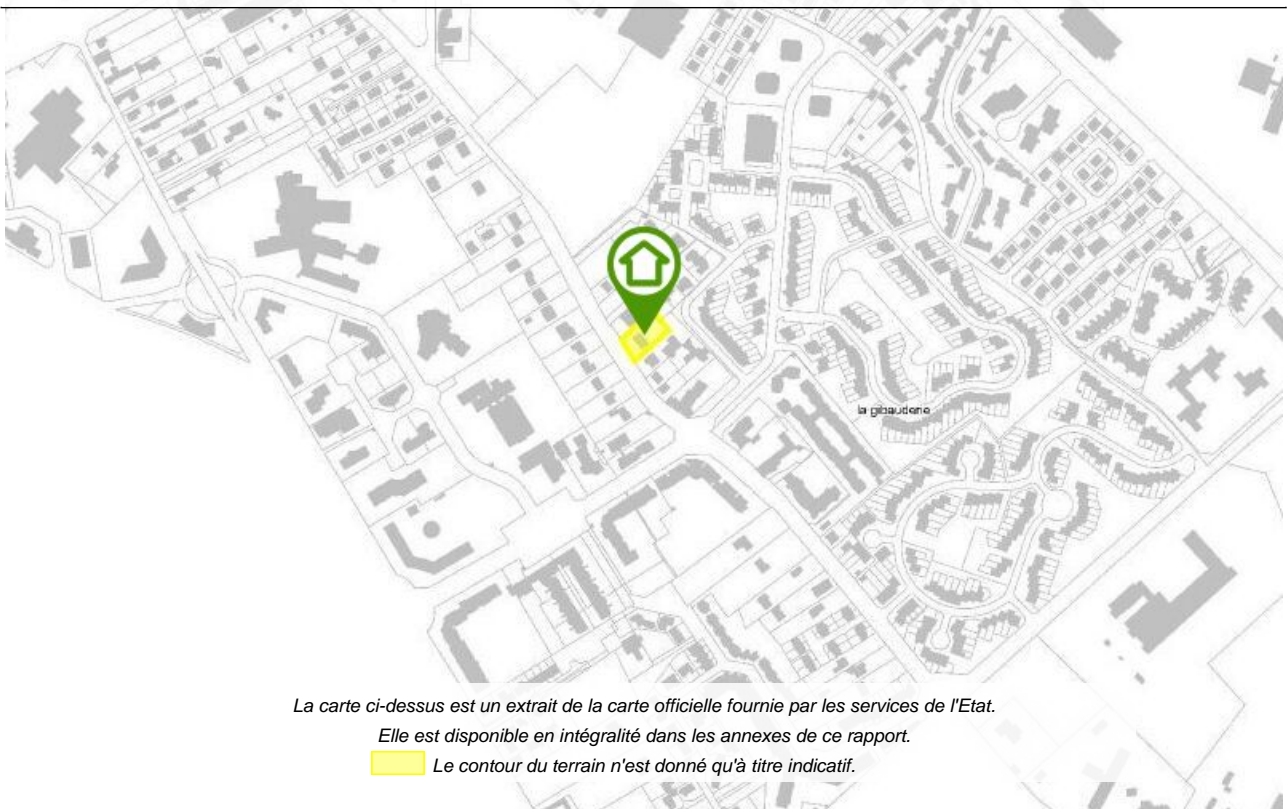 la gibauderie
La carte ci-dessus est un extrait de la carte officielle fournie par les services de l'Etat.
Elle est disponible en intégralité dans les annexes de ce rapport.
Le contour du terrain n'est donné qu'à titre indicatif.